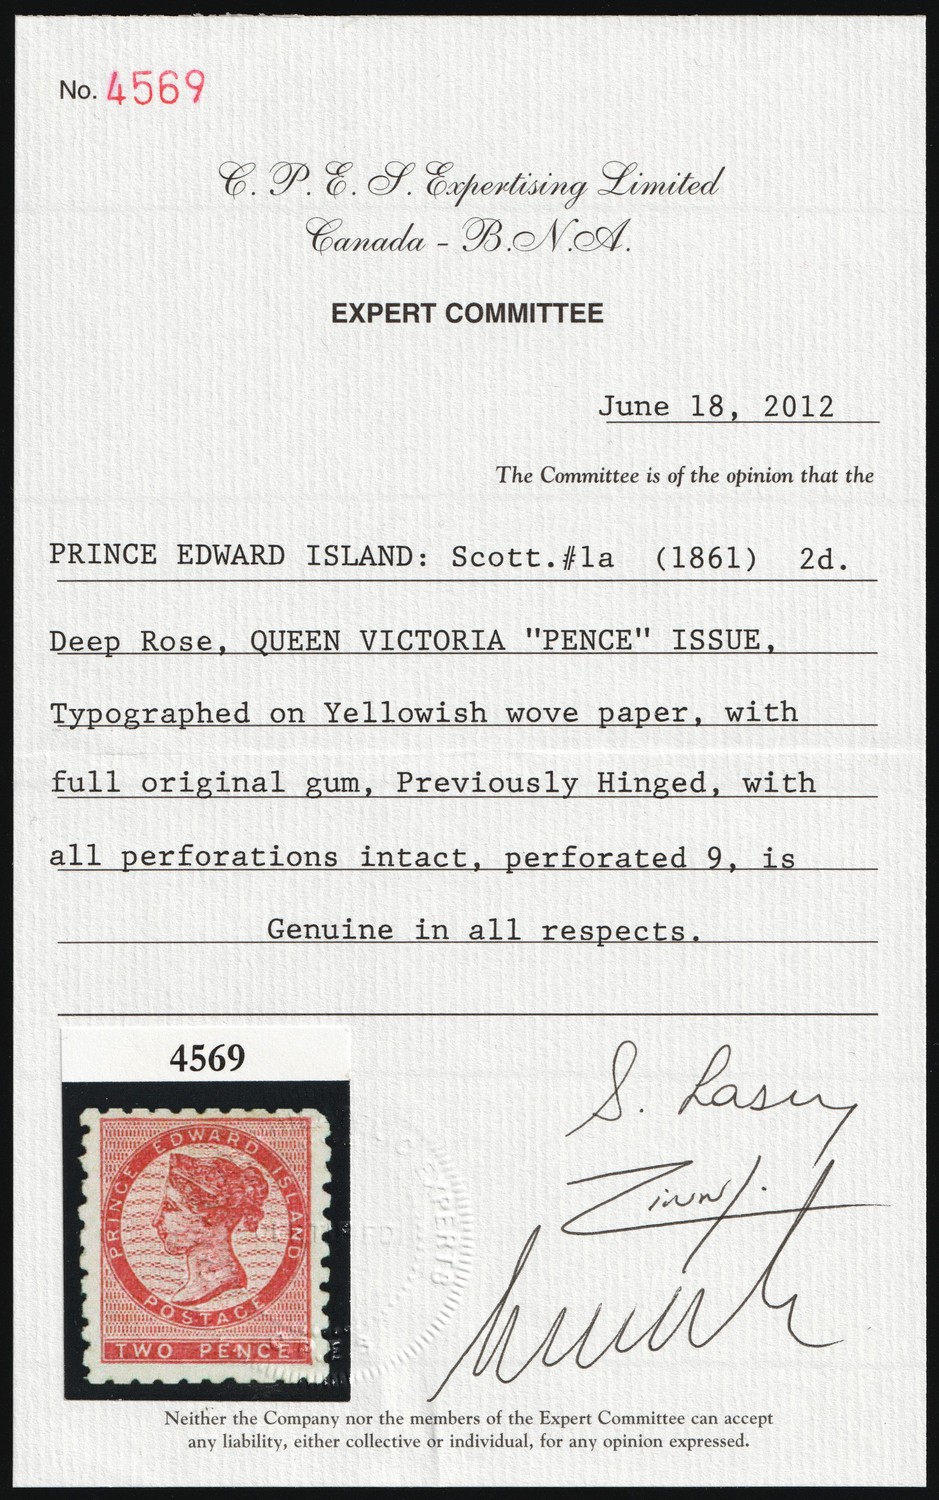 No. 4569
C. P. E. S. Expertising Limited
Canada - B.N.A.
EXPERT COMMITTEE
June 18, 2012
The Committee is of the opinion that the
PRINCE EDWARD ISLAND: Scott.#1a (1861) 2d.
Deep Rose, QUEEN VICTORIA "PENCE" ISSUE,
Typographed on Yellowish wove paper, with
full original gum, Previously Hinged, with
all perforations intact, perforated 9, is
Genuine in all respects.
4569
PRINCE EDWARD ISLAND
POSTAGE
TWO PENCE
CERTIFIED
EXPERTS
S.
Neither the Company nor the members of the Expert Committee can accept
any liability, either collective or individual, for any opinion expressed.